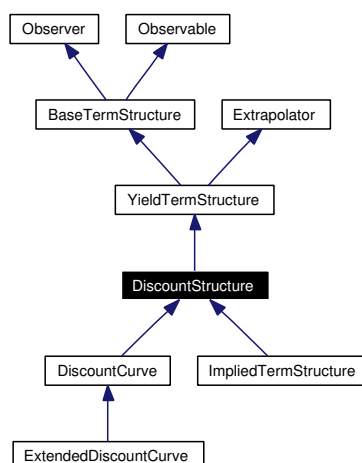 Observer
Observable
BaseTermStructure
Extrapolator
YieldTermStructure
DiscountStructure
DiscountCurve
ImpliedTermStructure
ExtendedDiscountCurve